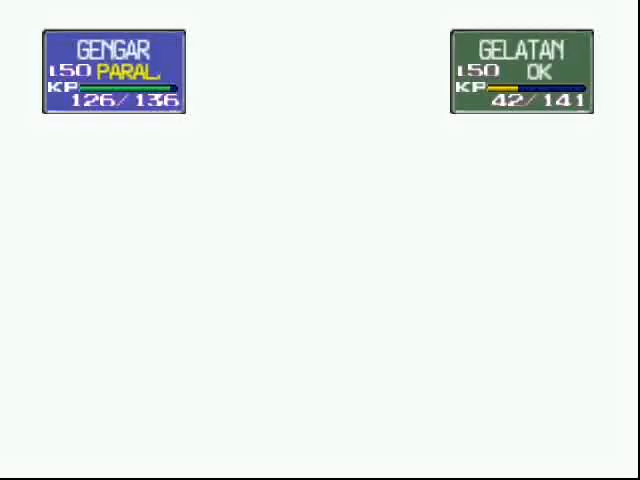 GENGAR
L50 PARAL.
KP
126/136
GELATAN
L50 OK
KP
42/141